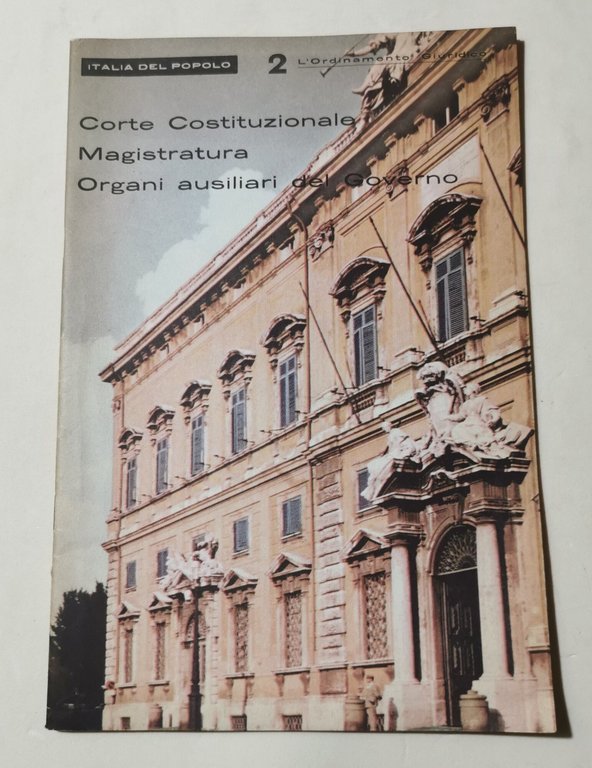 ITALIA DEL POPOLO 2 L'Ordinamento Giuridico
Corte Costituzionale
Magistratura
Organi ausiliari del Governo